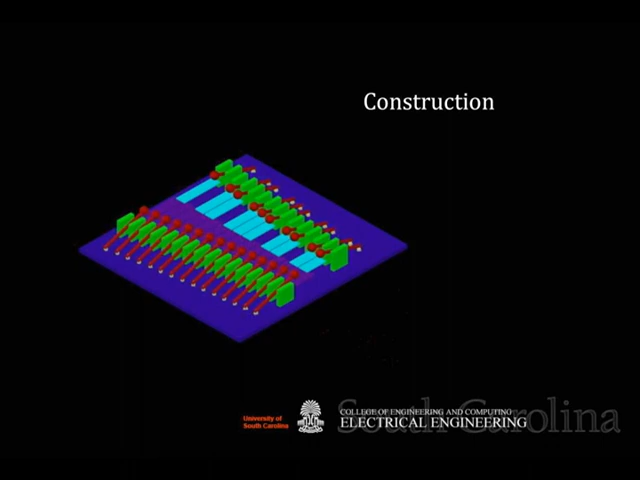 Construction
South Carolina
University of
South Carolina
COLLEGE OF ENGINEERING AND COMPUTING
ELECTRICAL ENGINEERING